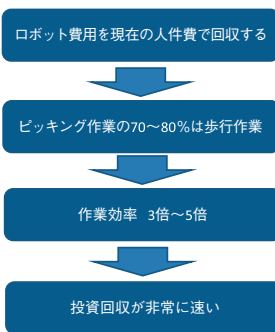 ロボット費用を現在の人件費で回収する
ピッキング作業の70～80％は歩行作業
作業効率 3倍～5倍
投資回収が非常に速い